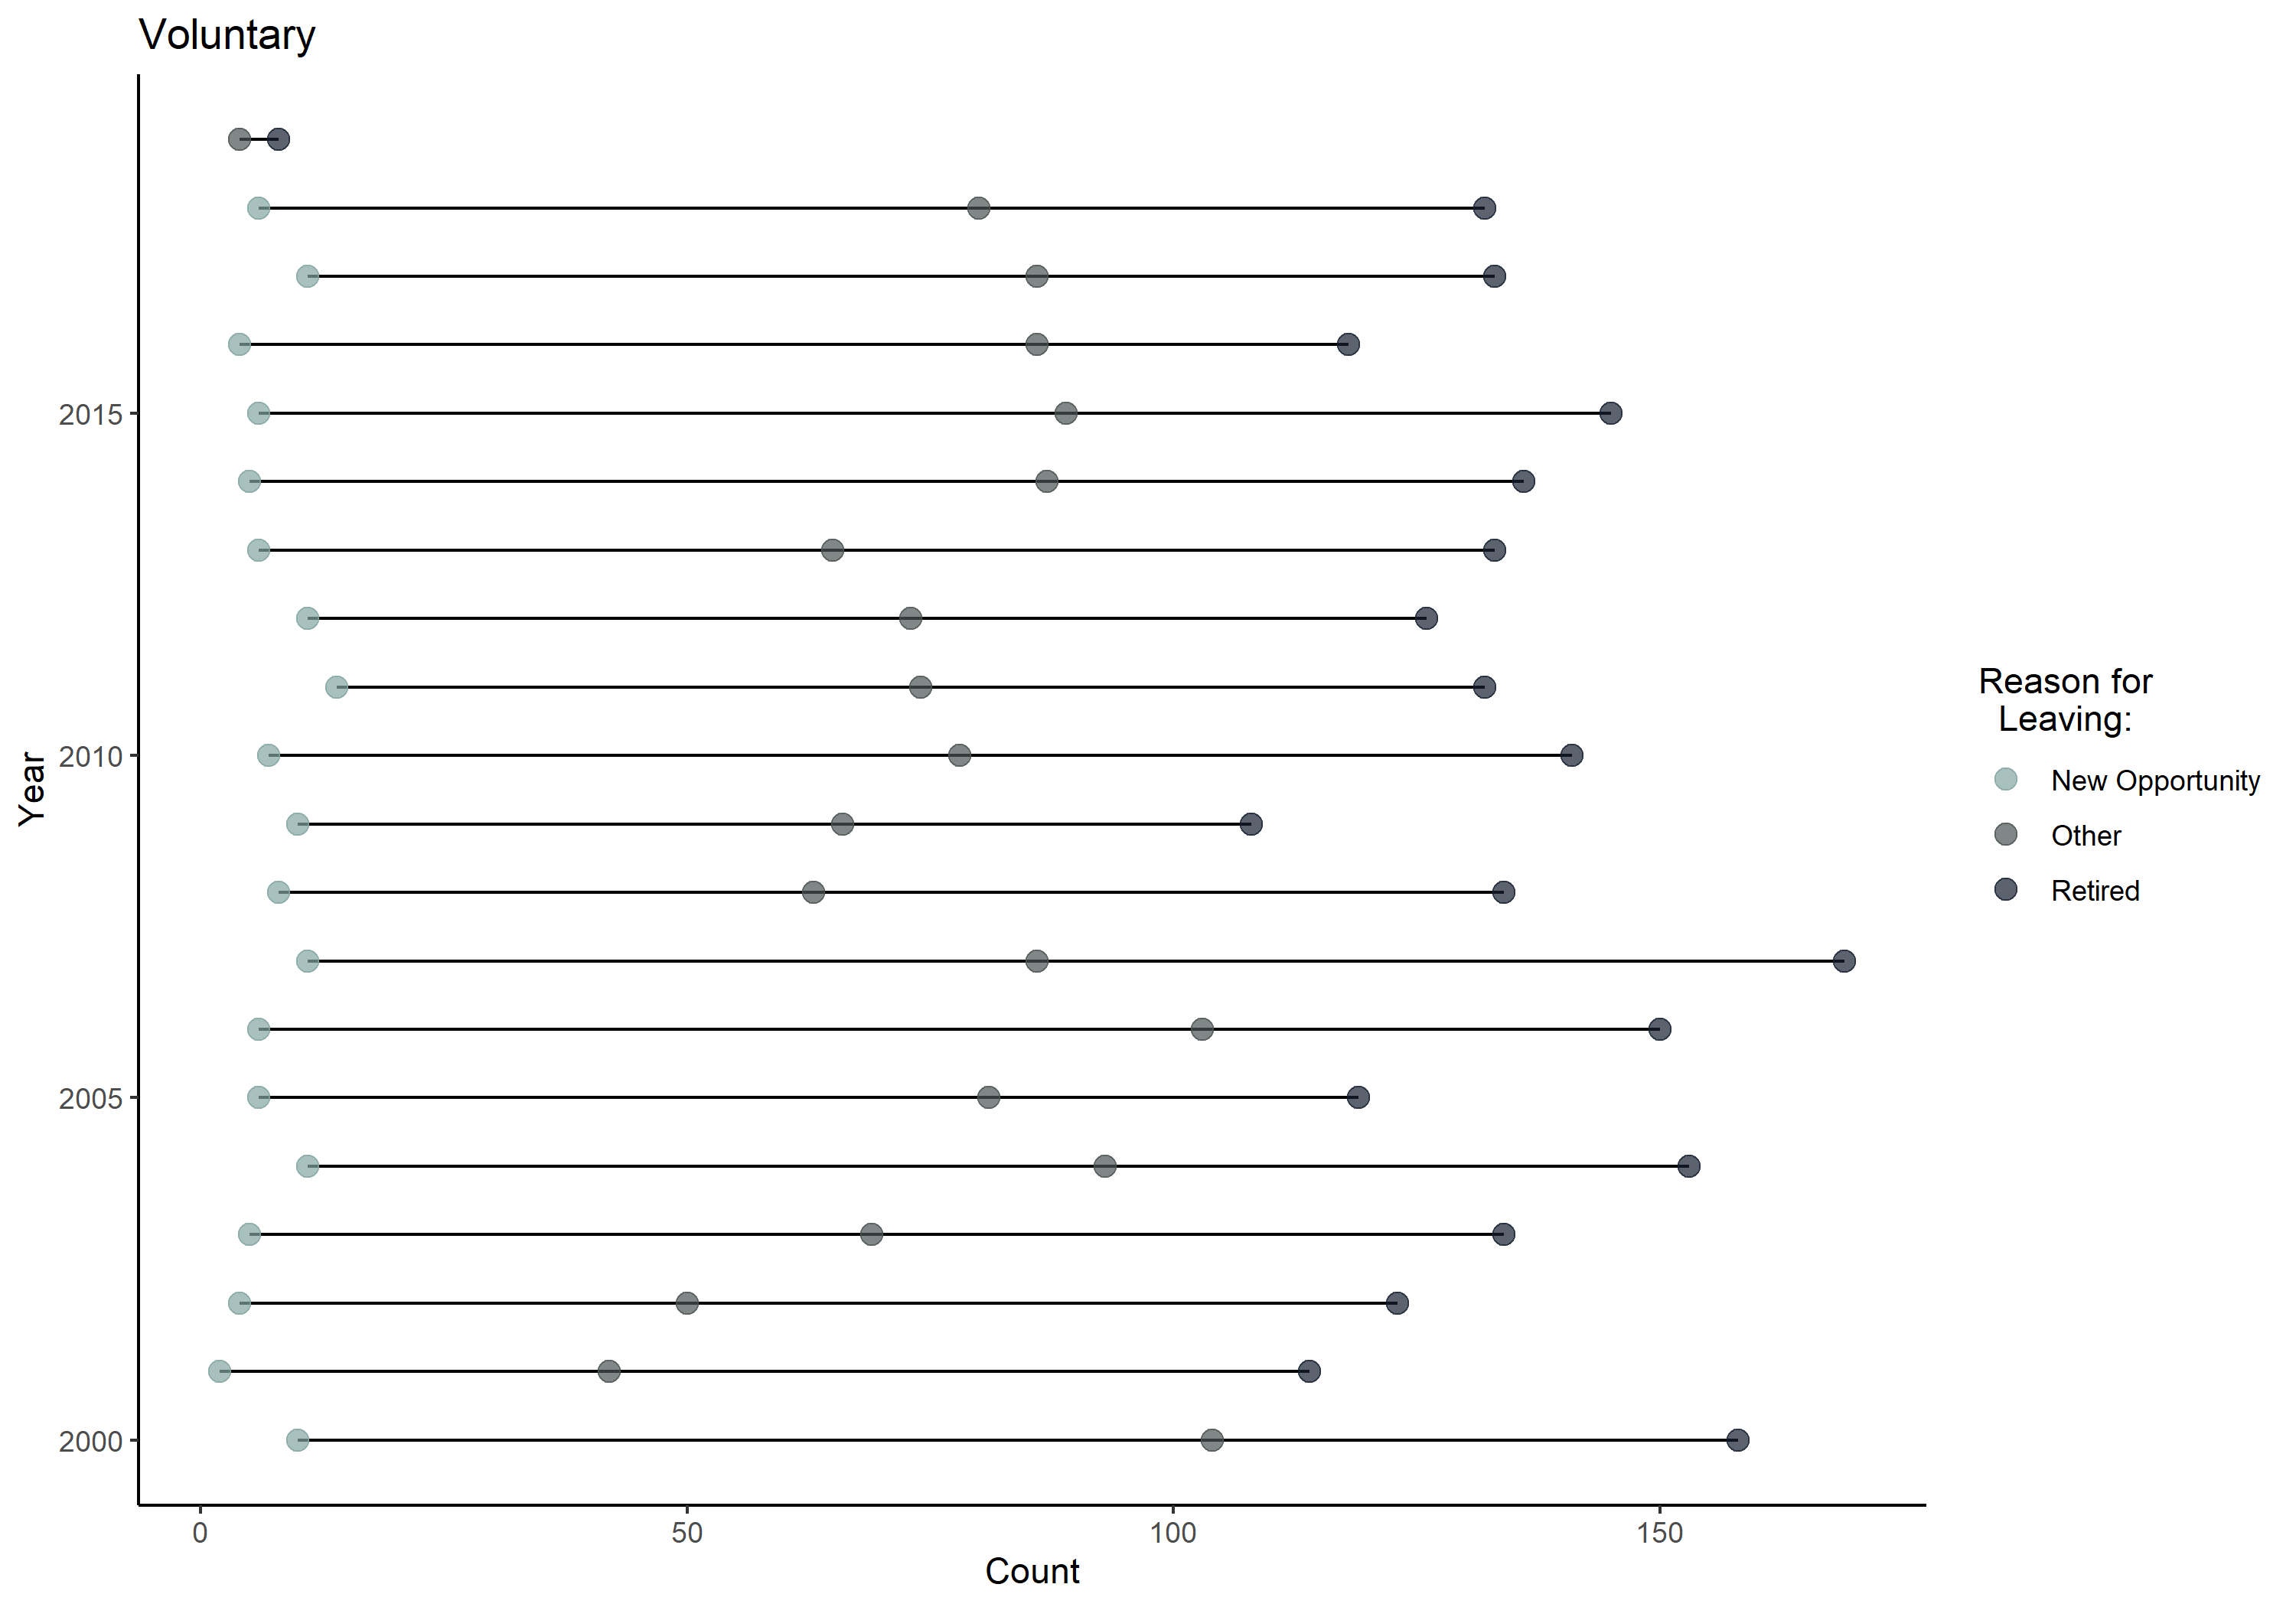 Voluntary
2015
2010
2005
2000
Year
0 50 100 150
Count
Reason for
Leaving:
New Opportunity
Other
Retired